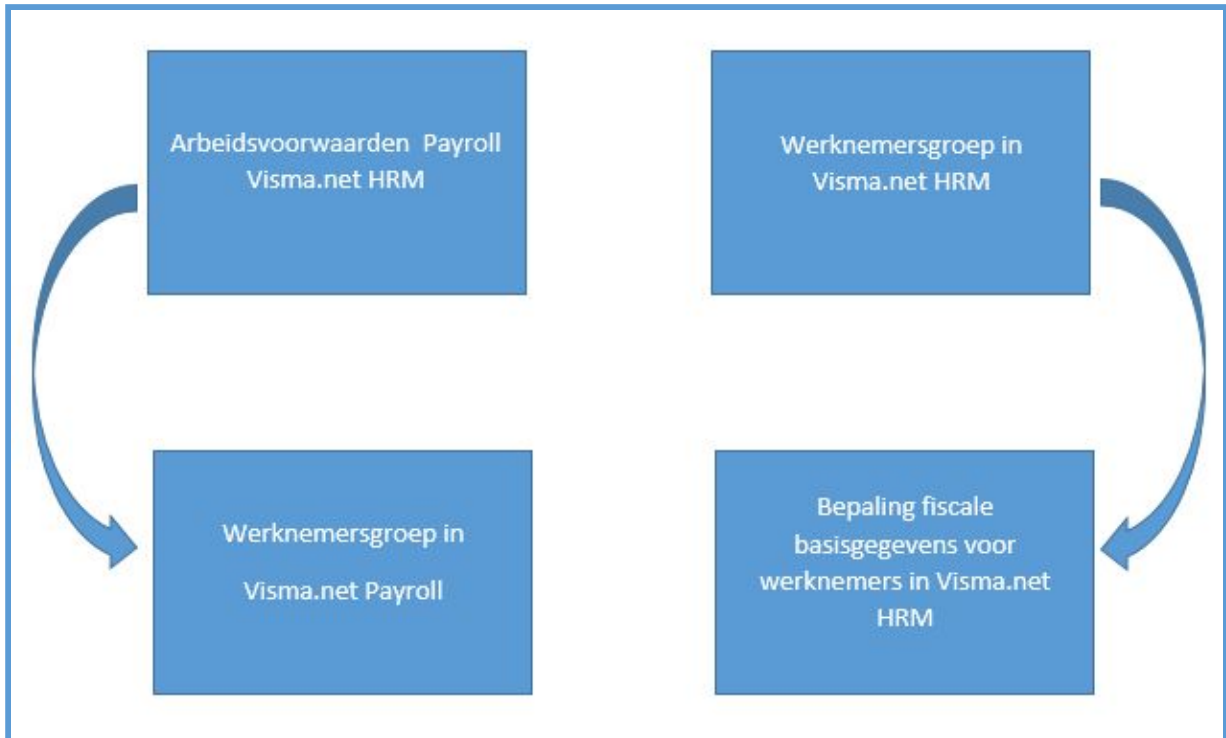 Arbeidsvoorwaarden Payroll
Visma.net HRM
Werknemersgroep in
Visma.net HRM
Werknemersgroep in
Visma.net Payroll
Bepaling fiscale
basisgegevens voor
werknemers in Visma.net
HRM